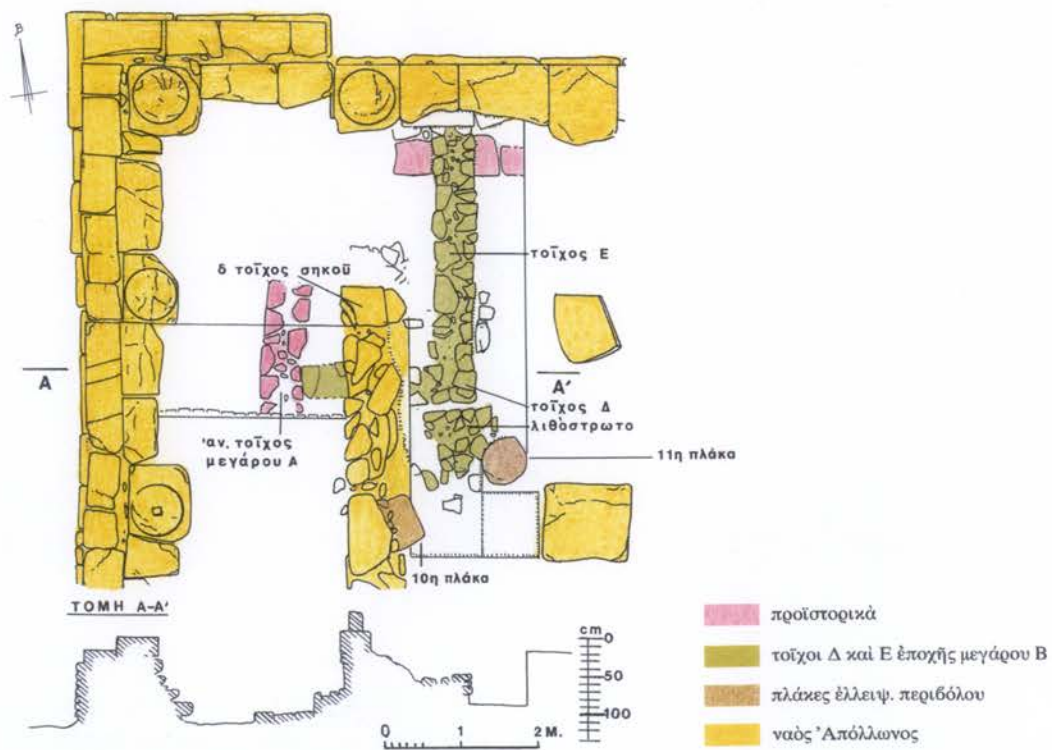 B
τοῖχος Ε
δ τοῖχος σηκοῦ
Α
Α'
τοῖχος Δ
λιθόστρωτο
'αν. τοῖχος
μεγάρου Α
11η πλάκα
10η πλάκα
ΤΟΜΗ Α-Α'
cm
0
50
100
0 1 2 Μ.
προϊστορικὰ
τοῖχοι Δ καὶ Ε ἐποχῆς μεγάρου Β
πλάκες ἐλλειψ. περιβόλου
ναὸς Ἀπόλλωνος